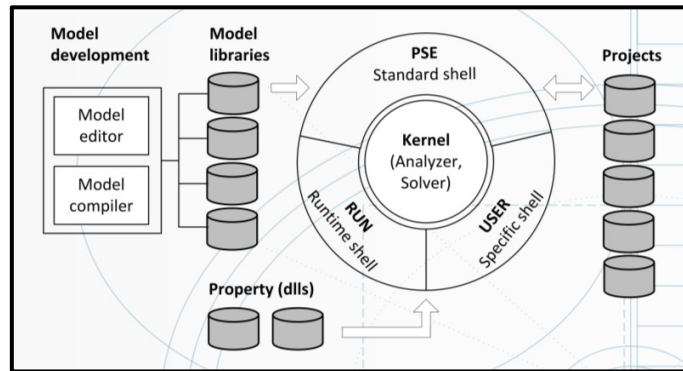 Model
development
Model
libraries
PSE
Standard shell
Projects
Model
editor
Model
compiler
Kernel
(Analyzer,
Solver)
RUN
Runtime shell
USER
Specific shell
Property (dlls)